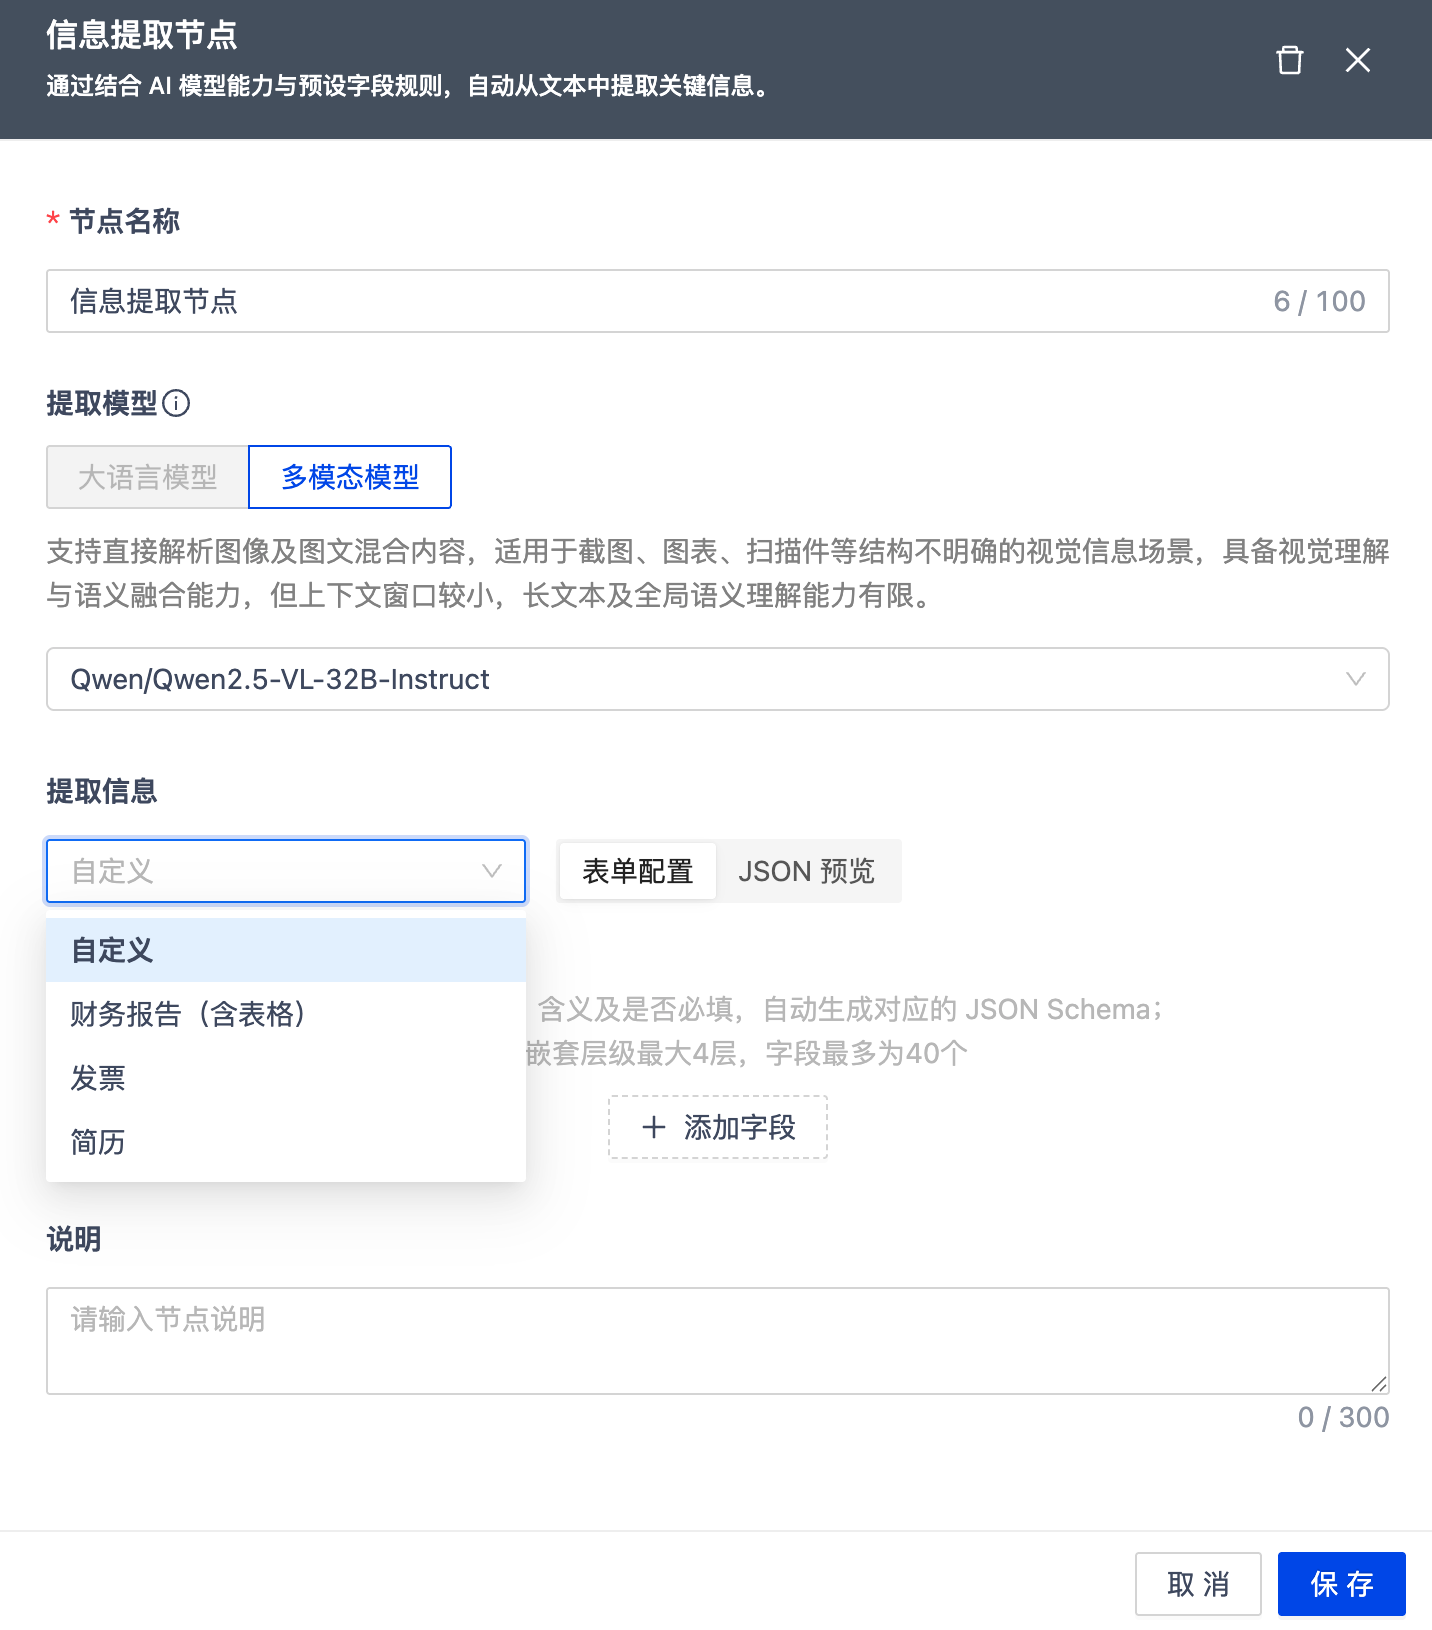 信息提取节点
通过结合 AI 模型能力与预设字段规则，自动从文本中提取关键信息。
* 节点名称
信息提取节点 6 / 100
提取模型
大语言模型 多模态模型
支持直接解析图像及图文混合内容，适用于截图、图表、扫描件等结构不明确的视觉信息场景，具备视觉理解
与语义融合能力，但上下文窗口较小，长文本及全局语义理解能力有限。
Qwen/Qwen2.5-VL-32B-Instruct
提取信息
自定义 表单配置 JSON 预览
自定义
财务报告（含表格）
发票
简历
含义及是否必填，自动生成对应的 JSON Schema；
嵌套层级最大4层，字段最多为40个
添加字段
说明
请输入节点说明
0 / 300
取 消 保 存